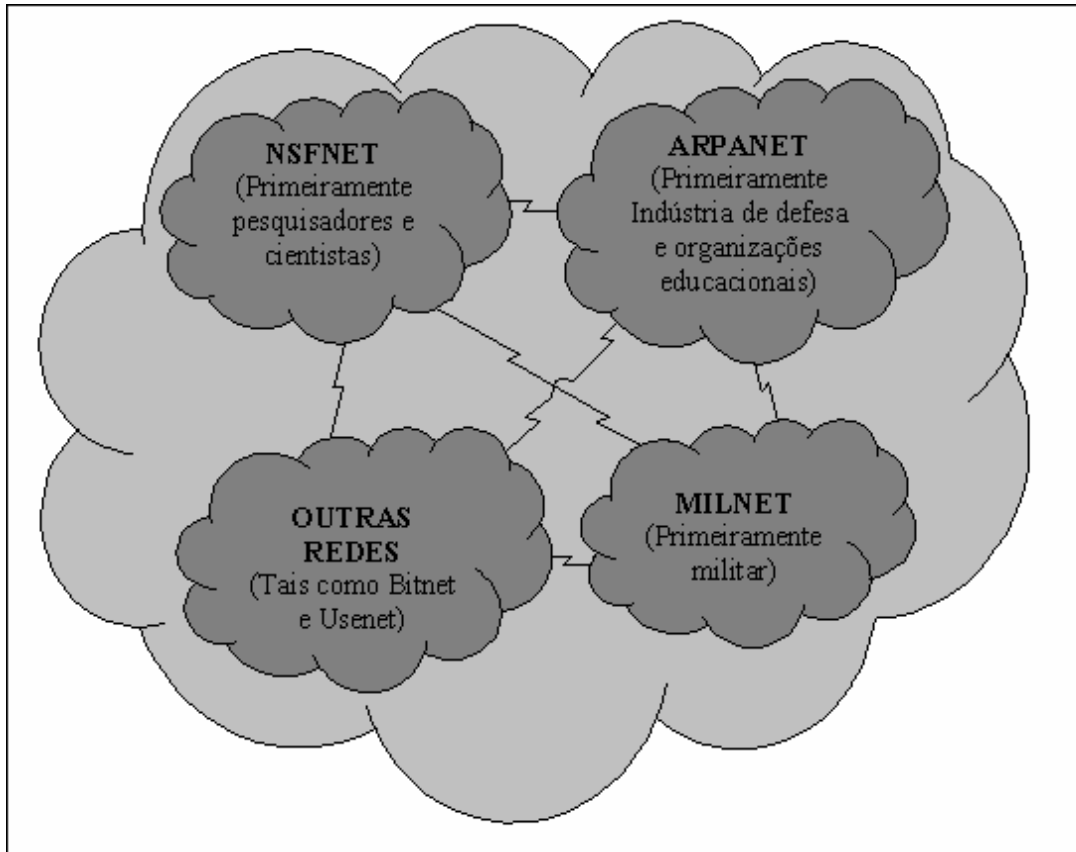 NSFNET
(Primeiramente
pesquisadores e
cientistas)
ARPANET
(Primeiramente
Indústria de defesa
e organizações
educacionais)
OUTRAS
REDES
(Tais como Bitnet
e Usenet)
MILNET
(Primeiramente
militar)